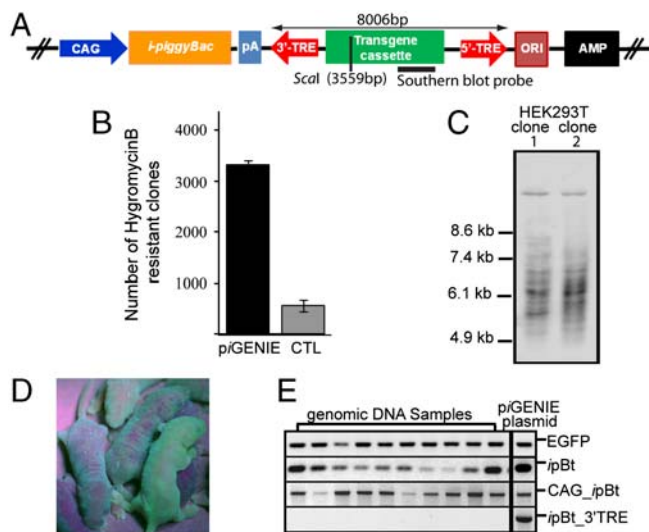 A
8006bp
CAG
i-piggyBac
pA
3'-TRE
Transgene cassette
5'-TRE
ORI
AMP
ScaI (3559bp)
Southern blot probe
B
Number of HygromycinB resistant clones
4000
3000
2000
1000
piGENIE
CTL
C
HEK293T
clone 1
clone 2
8.6 kb
7.4 kb
6.1 kb
4.9 kb
D
E
genomic DNA Samples
piGENIE plasmid
EGFP
ipBt
CAG_ipBt
ipBt_3'TRE